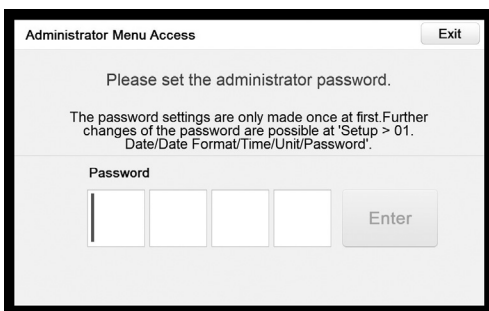 Administrator Menu Access
Exit
Please set the administrator password.
The password settings are only made once at first.Further
changes of the password are possible at 'Setup > 01.
Date/Date Format/Time/Unit/Password'.
Password
Enter